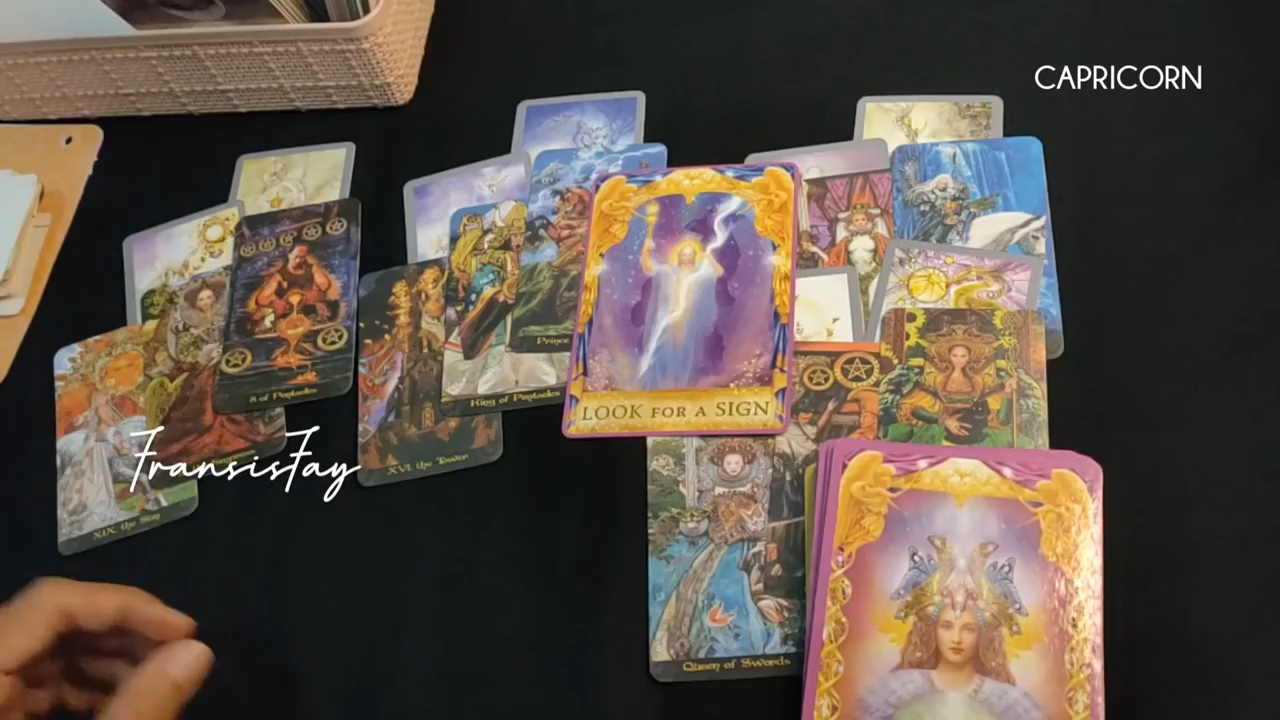 CAPRICORN
8 of Pentacles
Prince
King of Pentacles
LOOK FOR A SIGN
FransisFay
XVI. the Tower
XIX. the Sun
Queen of Swords